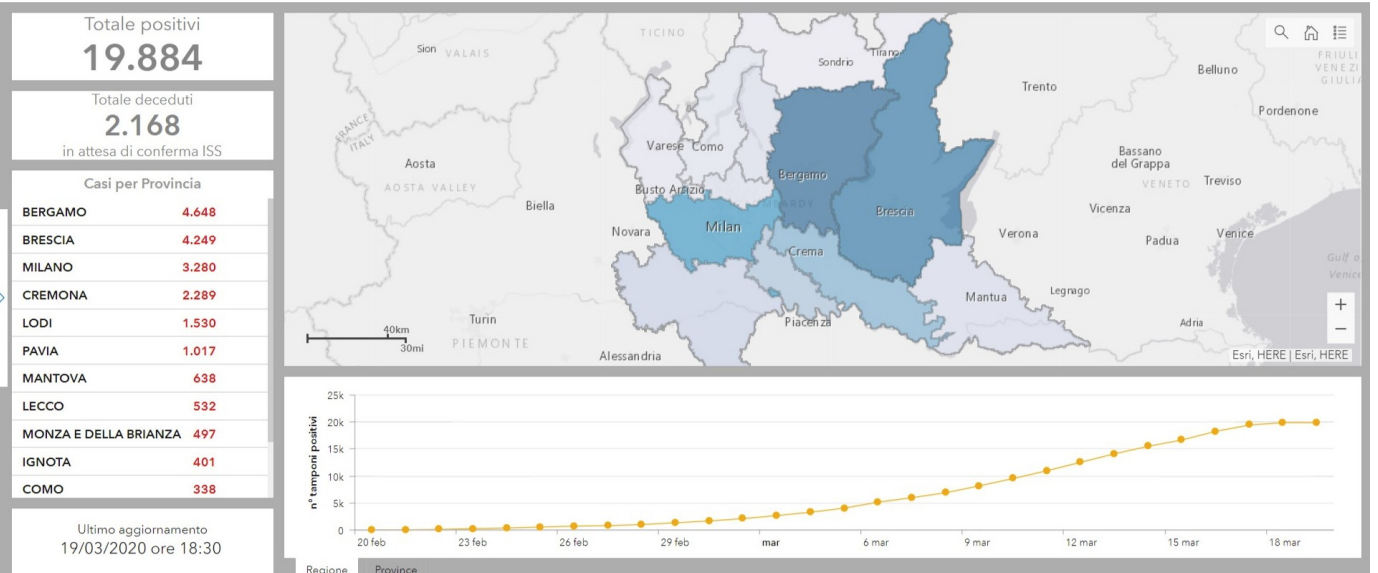 Totale positivi
19.884
Totale deceduti
2.168
in attesa di conferma ISS
Casi per Provincia
BERGAMO 4.648
BRESCIA 4.249
MILANO 3.280
CREMONA 2.289
LODI 1.530
PAVIA 1.017
MANTOVA 638
LECCO 532
MONZA E DELLA BRIANZA 497
IGNOTA 401
COMO 338
Ultimo aggiornamento
19/03/2020 ore 18:30
TICINO
Sion VALAIS
Sondrio
Tirano
Belluno
FRIULI
VENEZI
GIULIA
Trento
Pordenone
FRANCE
ITALY
Aosta
AOSTA VALLEY
Varese Como
Bergamo
Bassano
del Grappa
VENETO Treviso
Busto Arsizio
Biella
Brescia
Vicenza
Novara
Milan
Verona
Padua
Venice
Crema
Gulf o
Venice
Mantua
Legnago
Turin
PIEMONTE
Piacenza
Adria
Alessandria
40km
30mi
+
−
Esri, HERE | Esri, HERE
n° tamponi positivi
25k
20k
15k
10k
5k
0
20 feb 23 feb 26 feb 29 feb mar 6 mar 9 mar 12 mar 15 mar 18 mar
Regione Province